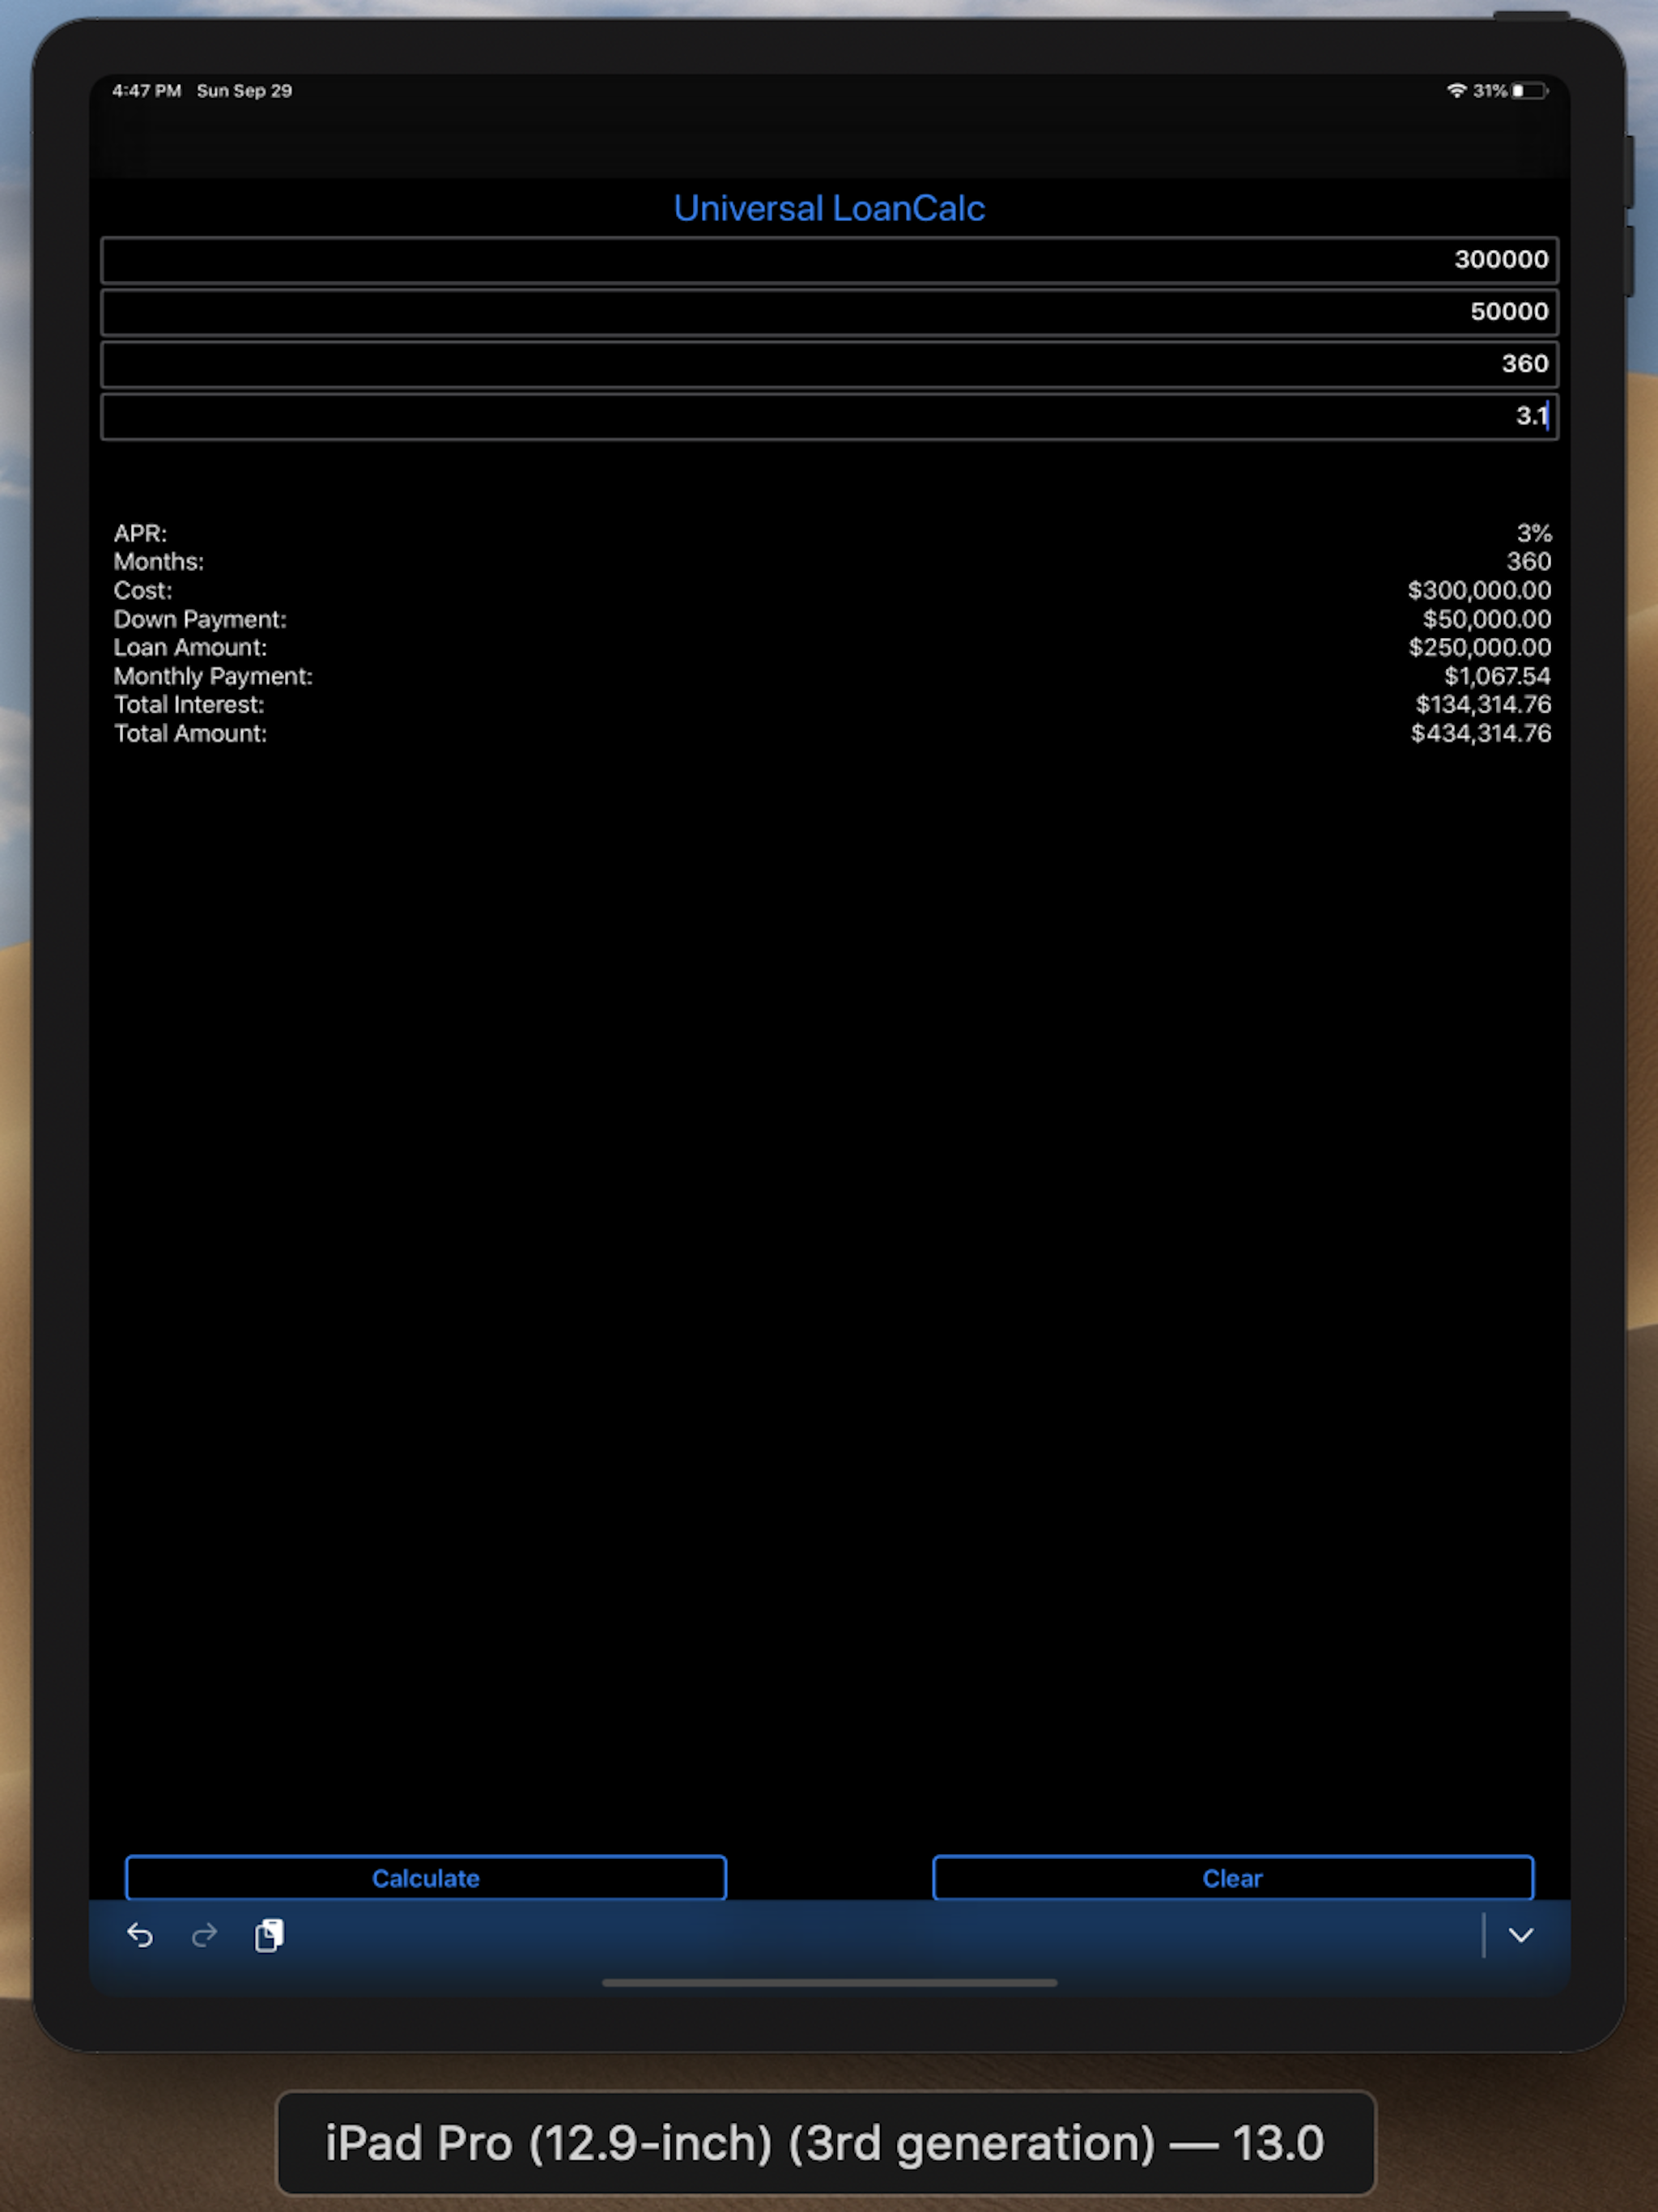 4:47 PM Sun Sep 29 31%
Universal LoanCalc
300000
50000
360
3.1
APR: 3%
Months: 360
Cost: $300,000.00
Down Payment: $50,000.00
Loan Amount: $250,000.00
Monthly Payment: $1,067.54
Total Interest: $134,314.76
Total Amount: $434,314.76
Calculate Clear
iPad Pro (12.9-inch) (3rd generation) — 13.0